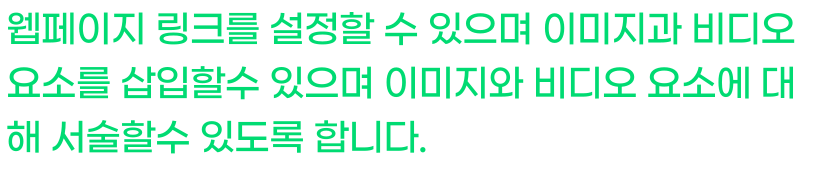 웹페이지 링크를 설정할 수 있으며 이미지과 비디오
요소를 삽입할수 있으며 이미지와 비디오 요소에 대
해 서술할수 있도록 합니다.